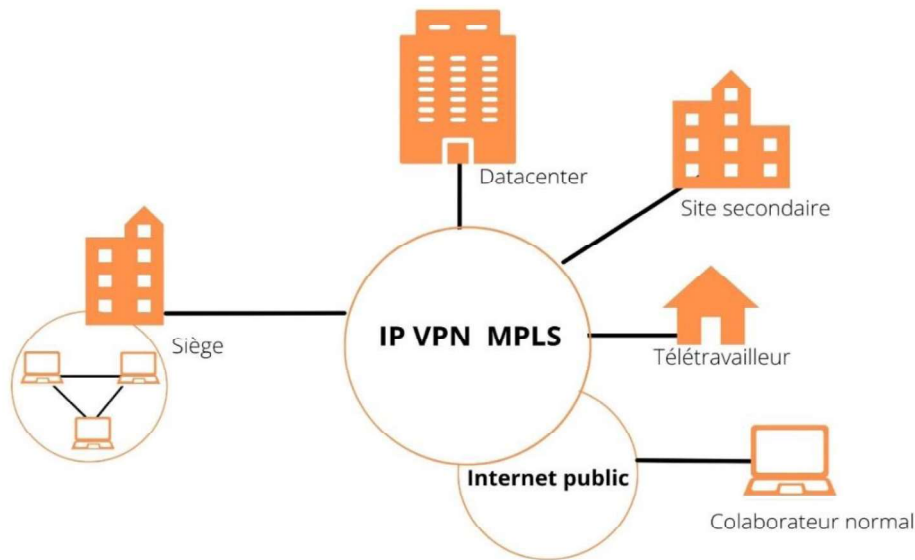 Datacenter
Site secondaire
Siège
IP VPN MPLS
Télétravailleur
Internet public
Colaborateur normal